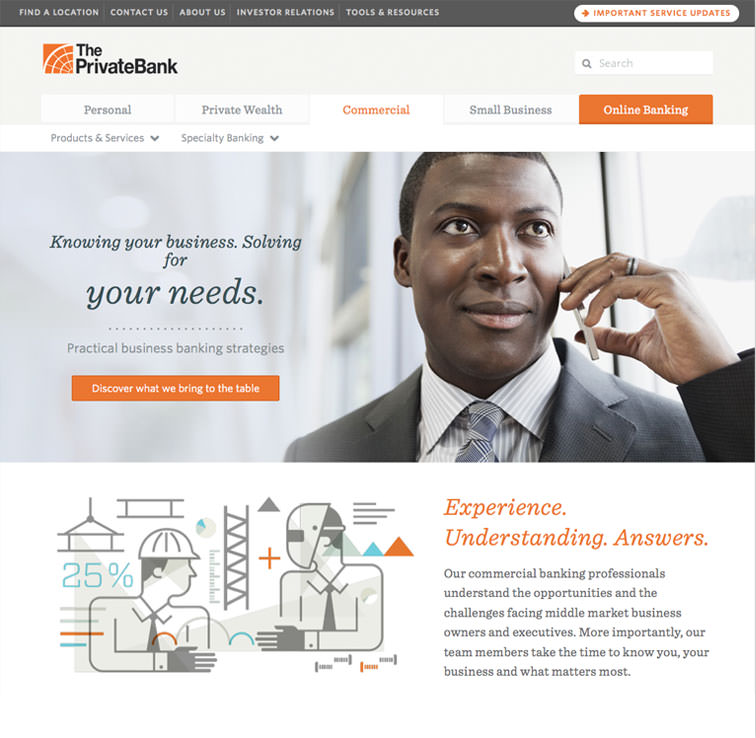 FIND A LOCATION CONTACT US ABOUT US INVESTOR RELATIONS TOOLS & RESOURCES
IMPORTANT SERVICE UPDATES
The
PrivateBank
Search
Personal Private Wealth Commercial Small Business Online Banking
Products & Services Specialty Banking
Knowing your business. Solving
for
your needs.
Practical business banking strategies
Discover what we bring to the table
25%
Experience.
Understanding. Answers.
Our commercial banking professionals
understand the opportunities and the
challenges facing middle market business
owners and executives. More importantly, our
team members take the time to know you, your
business and what matters most.